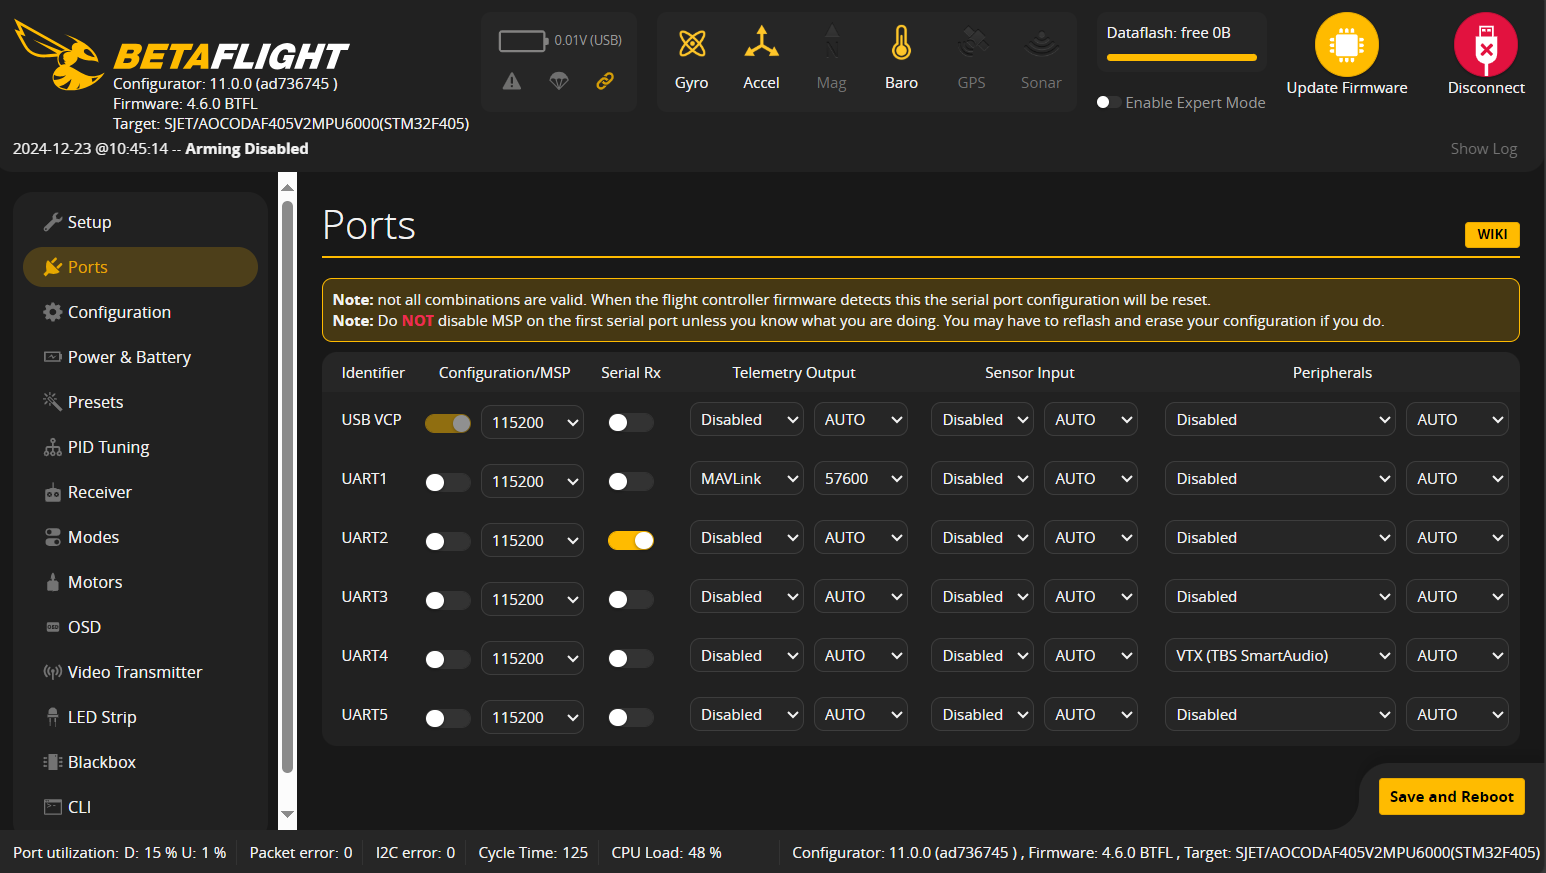 BETAFLIGHT
Configurator: 11.0.0 (ad736745 )
Firmware: 4.6.0 BTFL
Target: SJET/AOCODAF405V2MPU6000(STM32F405)
2024-12-23 @10:45:14 -- Arming Disabled
0.01V (USB)
Gyro Accel Mag Baro GPS Sonar
Dataflash: free 0B
Enable Expert Mode
Update Firmware
Disconnect
Show Log
Setup
Ports
Configuration
Power & Battery
Presets
PID Tuning
Receiver
Modes
Motors
OSD
Video Transmitter
LED Strip
Blackbox
CLI
Ports
WIKI
Note: not all combinations are valid. When the flight controller firmware detects this the serial port configuration will be reset.
Note: Do NOT disable MSP on the first serial port unless you know what you are doing. You may have to reflash and erase your configuration if you do.
Identifier Configuration/MSP Serial Rx Telemetry Output Sensor Input Peripherals
USB VCP 115200 Disabled AUTO Disabled AUTO Disabled AUTO
UART1 115200 MAVLink 57600 Disabled AUTO Disabled AUTO
UART2 115200 Disabled AUTO Disabled AUTO Disabled AUTO
UART3 115200 Disabled AUTO Disabled AUTO Disabled AUTO
UART4 115200 Disabled AUTO Disabled AUTO VTX (TBS SmartAudio) AUTO
UART5 115200 Disabled AUTO Disabled AUTO Disabled AUTO
Save and Reboot
Port utilization: D: 15 % U: 1 % Packet error: 0 I2C error: 0 Cycle Time: 125 CPU Load: 48 % Configurator: 11.0.0 (ad736745 ) , Firmware: 4.6.0 BTFL , Target: SJET/AOCODAF405V2MPU6000(STM32F405)